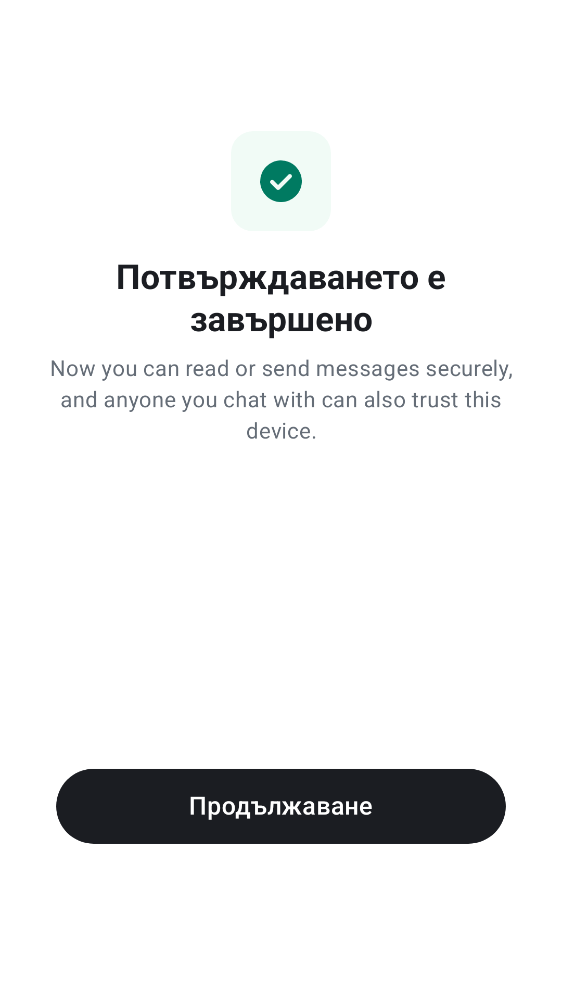 Потвърждаването е
завършено
Now you can read or send messages securely,
and anyone you chat with can also trust this
device.
Продължаване